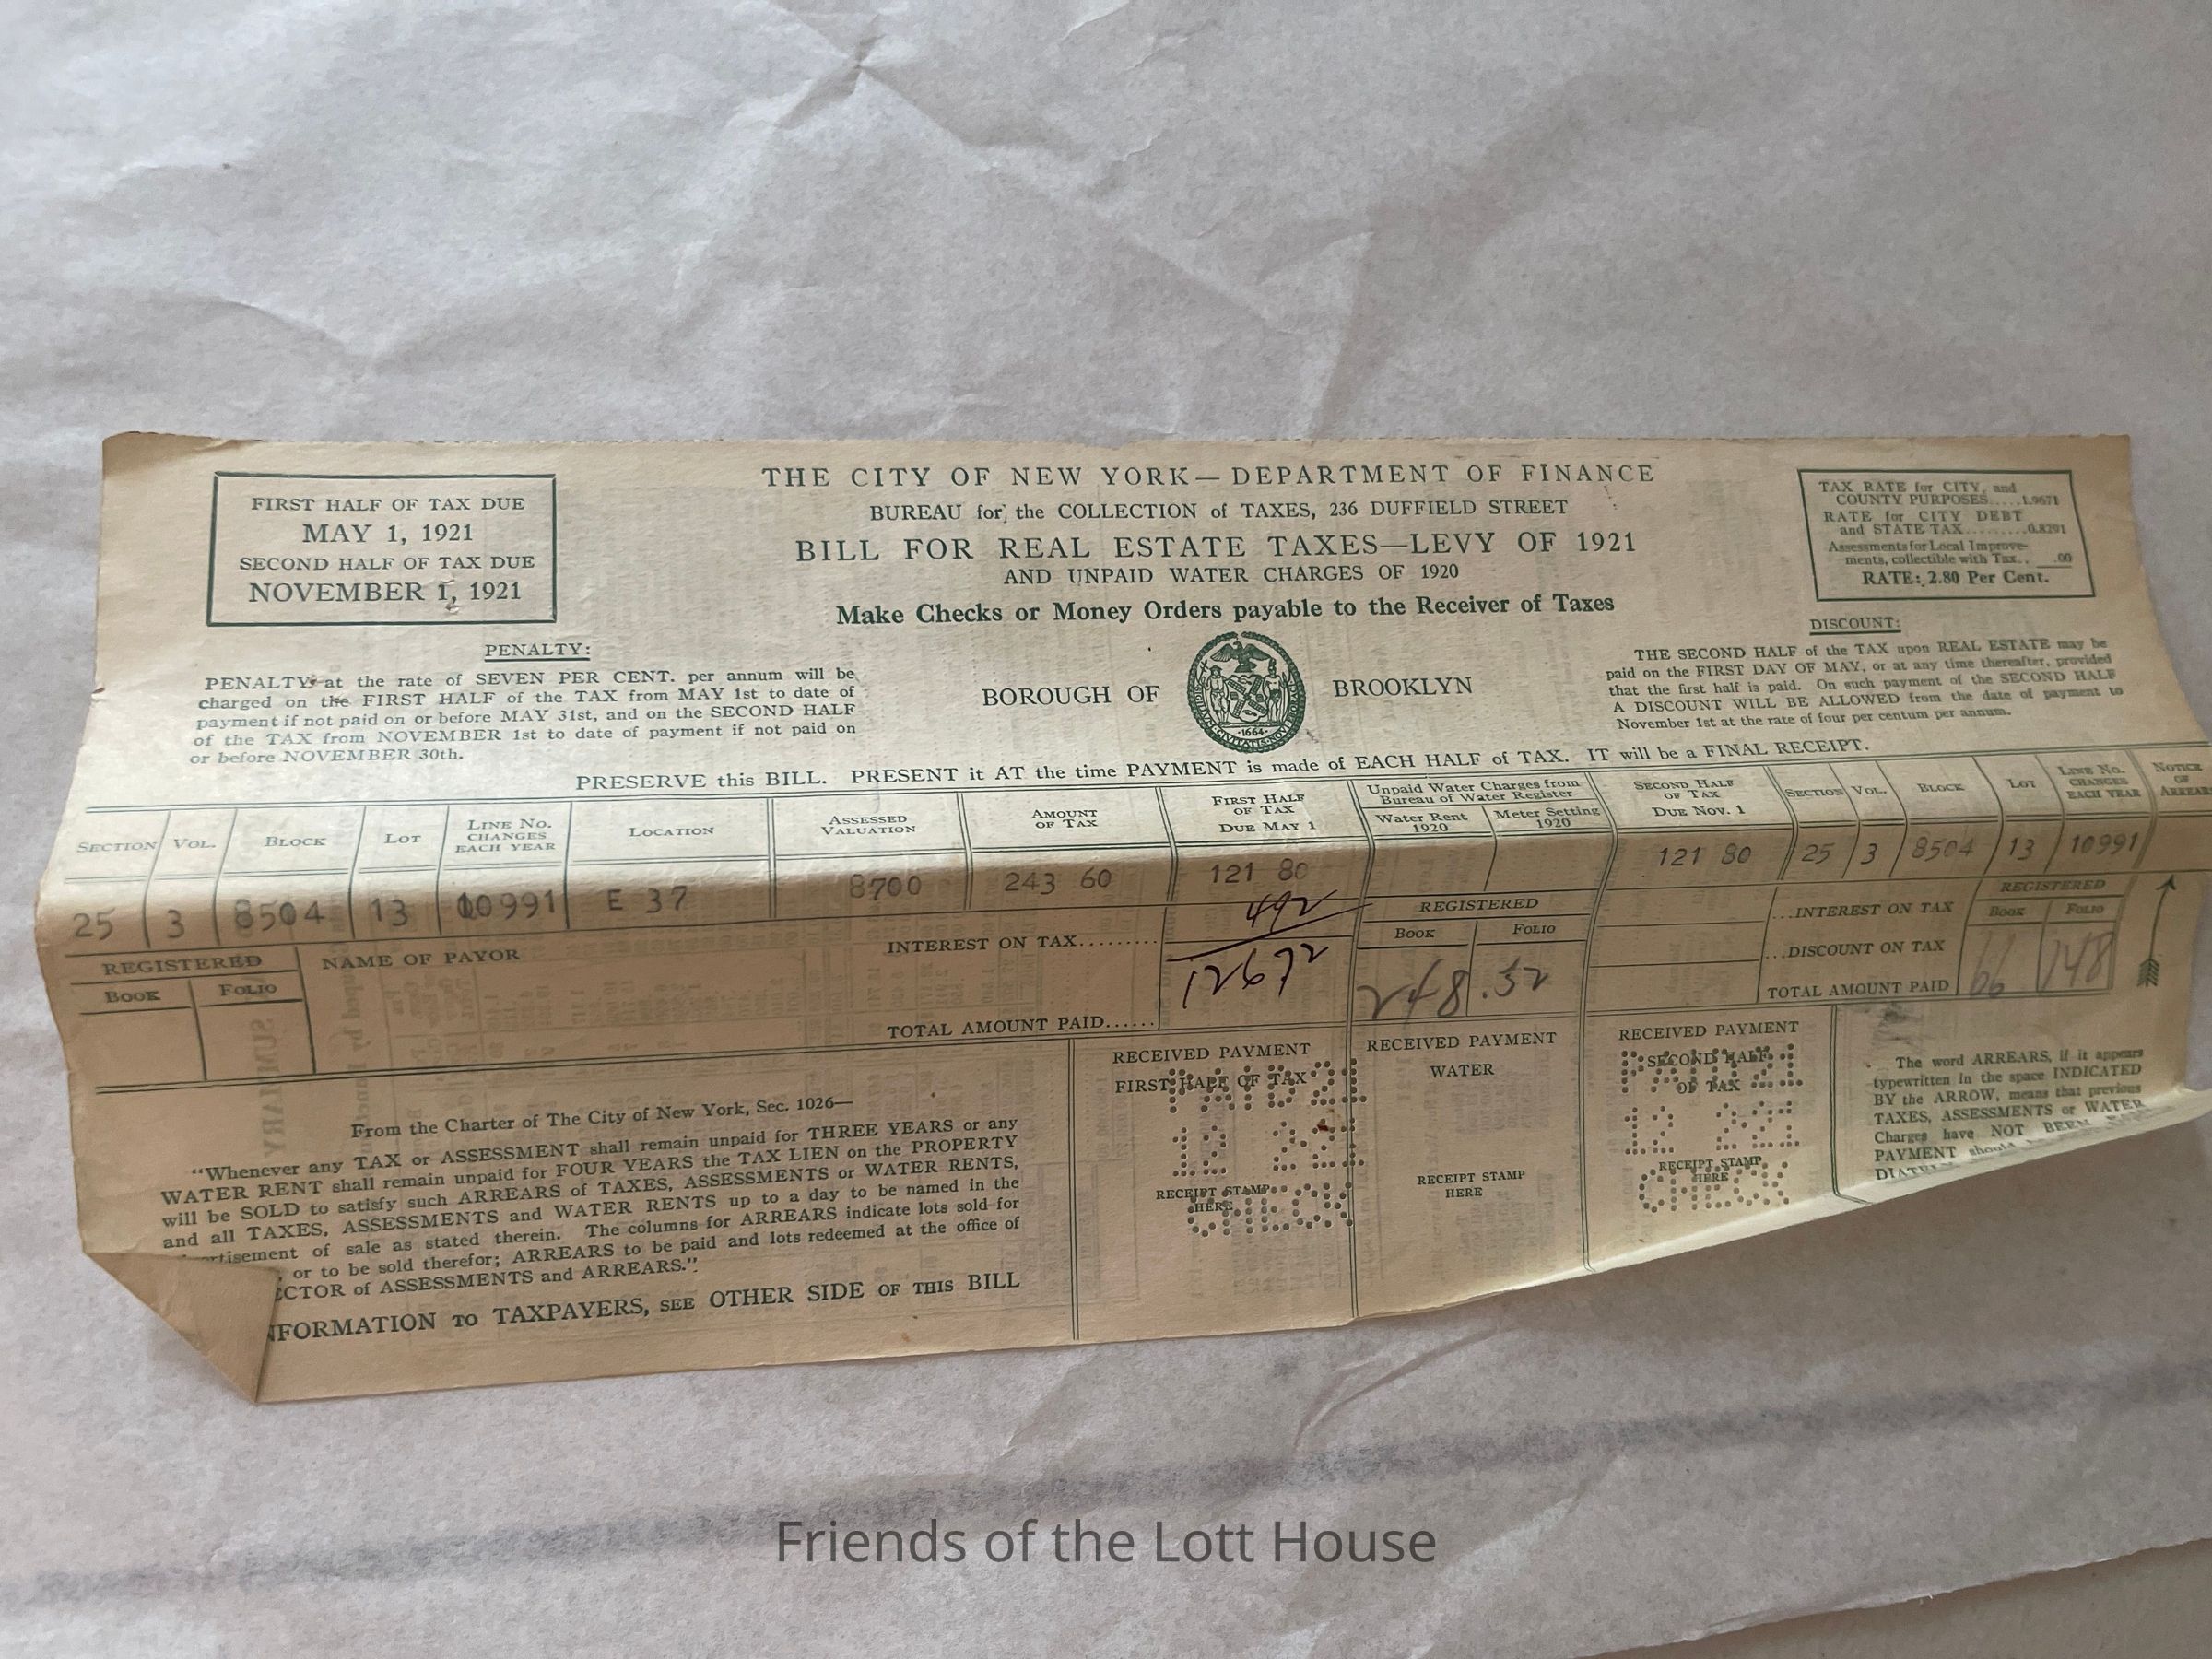 FIRST HALF OF TAX DUE
MAY 1, 1921
SECOND HALF OF TAX DUE
NOVEMBER 1, 1921
THE CITY OF NEW YORK—DEPARTMENT OF FINANCE
BUREAU for the COLLECTION of TAXES, 236 DUFFIELD STREET
BILL FOR REAL ESTATE TAXES—LEVY OF 1921
AND UNPAID WATER CHARGES OF 1920
Make Checks or Money Orders payable to the Receiver of Taxes
BOROUGH OF BROOKLYN
TAX RATE for CITY, and
COUNTY PURPOSES.....1.9671
RATE for CITY DEBT
and STATE TAX.........0.8291
Assessments for Local Improve-
ments, collectible with Tax.. .00
RATE: 2.80 Per Cent.
PENALTY:
PENALTY at the rate of SEVEN PER CENT. per annum will be
charged on the FIRST HALF of the TAX from MAY 1st to date of
payment if not paid on or before MAY 31st, and on the SECOND HALF
of the TAX from NOVEMBER 1st to date of payment if not paid on
or before NOVEMBER 30th.
DISCOUNT:
THE SECOND HALF of the TAX upon REAL ESTATE may be
paid on the FIRST DAY OF MAY, or at any time thereafter, provided
that the first half is paid. On such payment of the SECOND HALF
A DISCOUNT WILL BE ALLOWED from the date of payment to
November 1st at the rate of four per centum per annum.
PRESERVE this BILL. PRESENT it AT the time PAYMENT is made of EACH HALF of TAX. IT will be a FINAL RECEIPT.
SECTION VOL. BLOCK LOT LINE NO. CHANGES EACH YEAR LOCATION ASSESSED VALUATION AMOUNT OF TAX FIRST HALF OF TAX DUE MAY 1 Unpaid Water Charges from Bureau of Water Register Water Rent 1920 Meter Setting 1920 SECOND HALF OF TAX DUE NOV. 1 SECTION VOL. BLOCK LOT LINE NO. CHANGES EACH YEAR NOTICE OF ARREARS
25 3 8504 13 10991 E 37 8700 243 60 121 80 121 80 25 3 8504 13 10991
REGISTERED
BOOK FOLIO
NAME OF PAYOR
INTEREST ON TAX......... 492
TOTAL AMOUNT PAID...... 12672
REGISTERED
BOOK FOLIO
248.52
...INTEREST ON TAX
...DISCOUNT ON TAX
TOTAL AMOUNT PAID
REGISTERED
BOOK FOLIO
66 148
From the Charter of The City of New York, Sec. 1026—
"Whenever any TAX or ASSESSMENT shall remain unpaid for THREE YEARS or any
WATER RENT shall remain unpaid for FOUR YEARS the TAX LIEN on the PROPERTY
will be SOLD to satisfy such ARREARS of TAXES, ASSESSMENTS or WATER RENTS,
and all TAXES, ASSESSMENTS and WATER RENTS up to a day to be named in the
rtisement of sale as stated therein. The columns for ARREARS indicate lots sold for
, or to be sold therefor; ARREARS to be paid and lots redeemed at the office of
ECTOR of ASSESSMENTS and ARREARS."
NFORMATION TO TAXPAYERS, SEE OTHER SIDE OF THIS BILL
RECEIVED PAYMENT
FIRST HALF OF TAX
PAID
CHECK
RECEIPT STAMP
HERE
RECEIVED PAYMENT
WATER
RECEIPT STAMP
HERE
RECEIVED PAYMENT
SECOND HALF
OF TAX
PAID
CHECK
RECEIPT STAMP
HERE
The word ARREARS, if it appears
typewritten in the space INDICATED
BY the ARROW, means that previous
TAXES, ASSESSMENTS or WATER
Charges have NOT BEEN
PAYMENT should
Friends of the Lott House